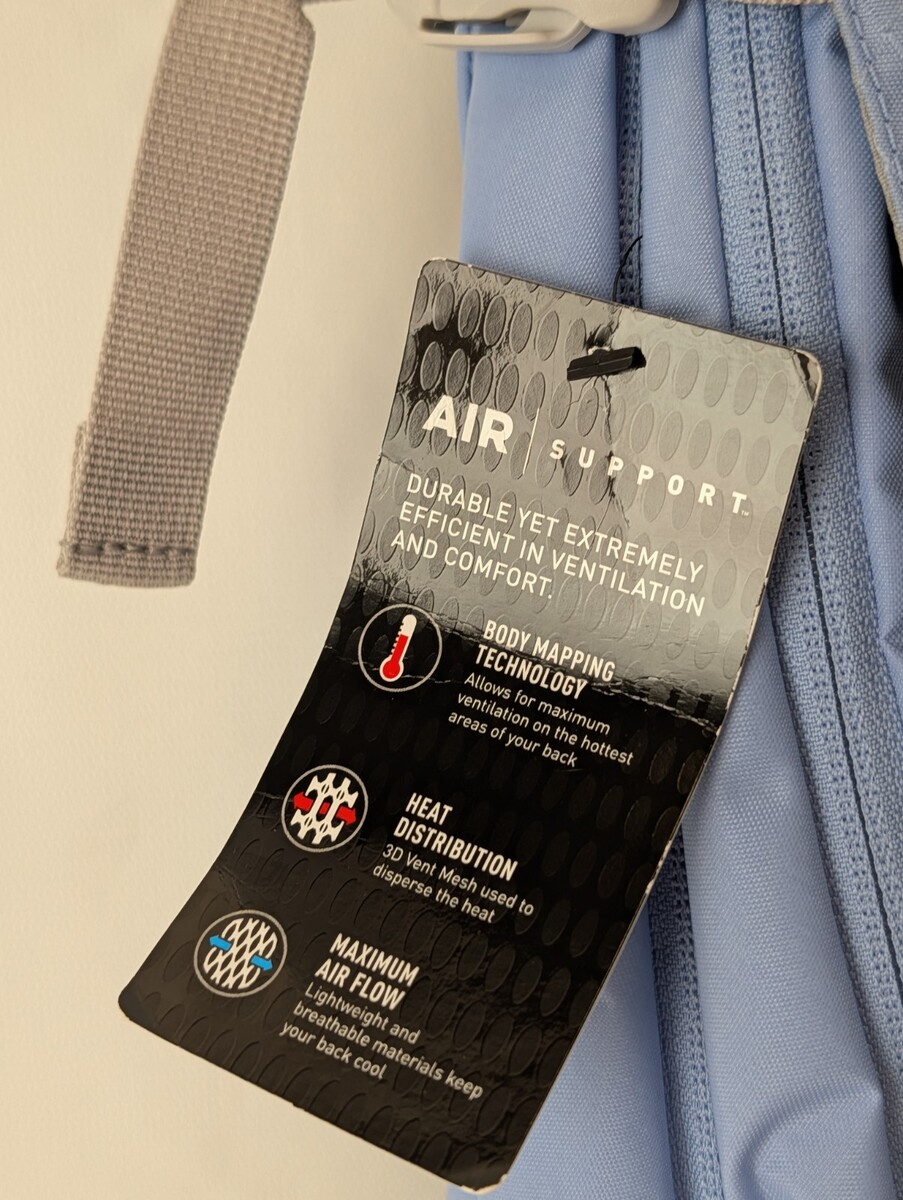 AIR | SUPPORT™
DURABLE YET EXTREMELY
EFFICIENT IN VENTILATION
AND COMFORT.
BODY MAPPING
TECHNOLOGY
Allows for maximum
ventilation on the hottest
areas of your back
HEAT
DISTRIBUTION
3D Vent Mesh used to
disperse the heat
MAXIMUM
AIR FLOW
Lightweight and
breathable materials keep
your back cool